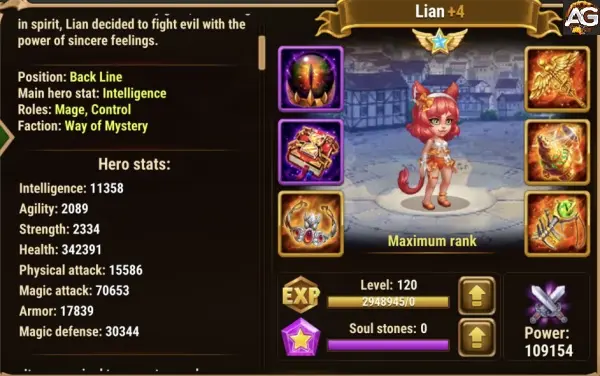 in spirit, Lian decided to fight evil with the
power of sincere feelings.
Position: Back Line
Main hero stat: Intelligence
Roles: Mage, Control
Faction: Way of Mystery
Hero stats:
Intelligence: 11358
Agility: 2089
Strength: 2334
Health: 342391
Physical attack: 15586
Magic attack: 70653
Armor: 17839
Magic defense: 30344
Lian +4
AG
Maximum rank
EXP
Level: 120
2948945/0
Soul stones: 0
Power:
109154